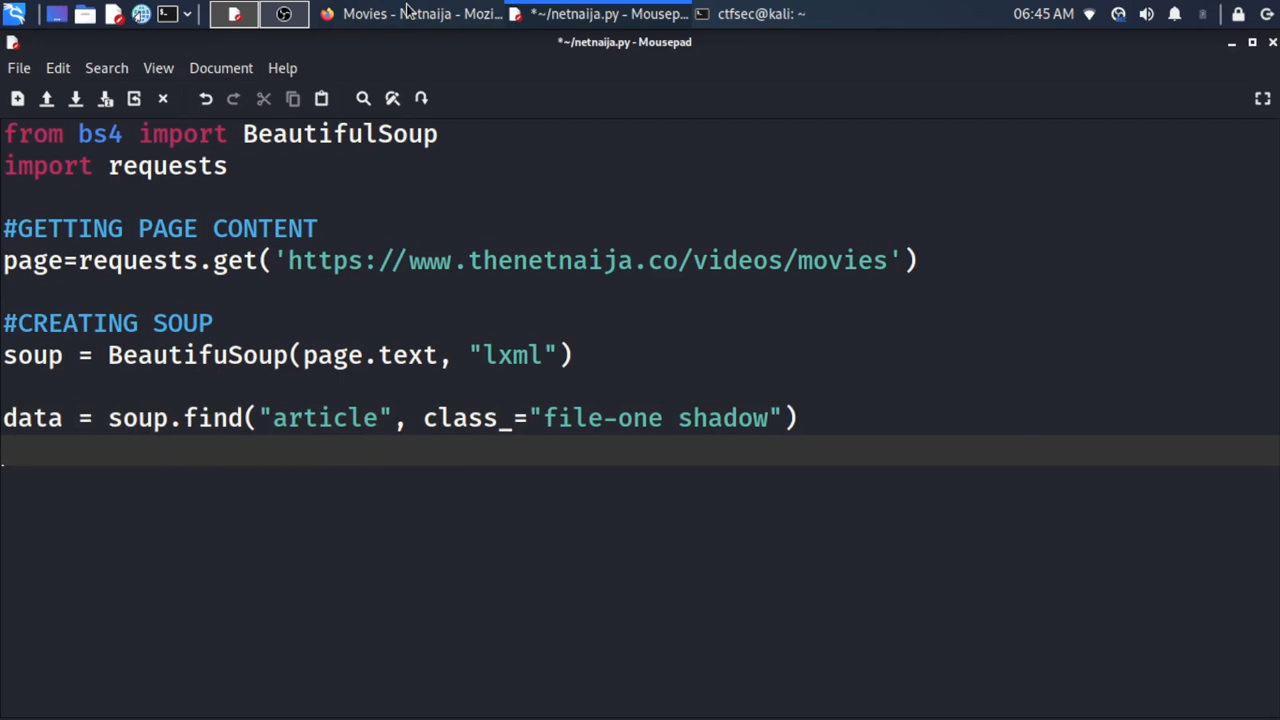 Movies - Netnaija - Mozi...
*~/netnaija.py - Mousep...
ctfsec@kali: ~
06:45 AM
*~/netnaija.py - Mousepad
File Edit Search View Document Help
from bs4 import BeautifulSoup
import requests
#GETTING PAGE CONTENT
page=requests.get('https://www.thenetnaija.co/videos/movies')
#CREATING SOUP
soup = BeautifuSoup(page.text, "lxml")
data = soup.find("article", class_="file-one shadow")